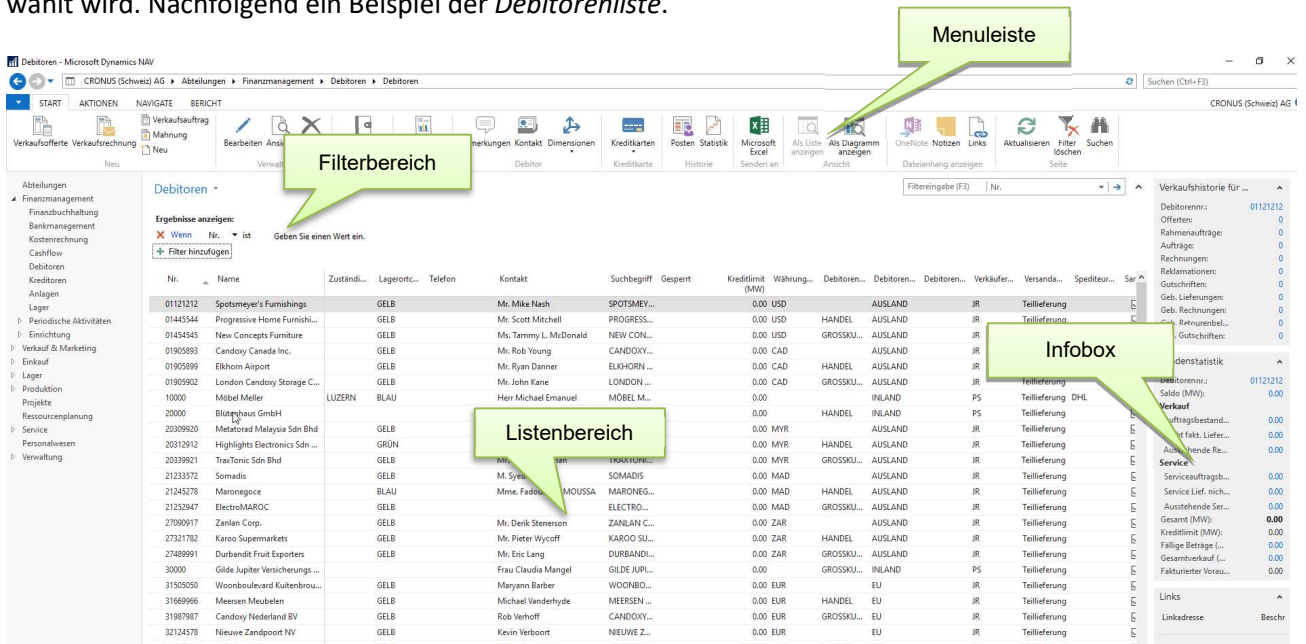 wählt wird. Nachfolgend ein Beispiel der Debitorenliste.
Menuleiste
Debitoren - Microsoft Dynamics NAV
CRONUS (Schweiz) AG ▸ Abteilungen ▸ Finanzmanagement ▸ Debitoren ▸ Debitoren
Suchen (Ctrl+F3)
START AKTIONEN NAVIGATE BERICHT
CRONUS (Schweiz) AG
Verkaufsofferte Verkaufsrechnung
Verkaufsauftrag
Mahnung
Neu
Bearbeiten
Kontakt Dimensionen
Kreditkarten
Posten Statistik
Microsoft Excel
Als Liste anzeigen
Als Diagramm anzeigen
OneNote Notizen Links
Aktualisieren
Filter löschen
Suchen
Neu
Debitor Kreditkarte Historie Senden an Ansicht Dateianhang anzeigen Seite
Filterbereich
Abteilungen
Finanzmanagement
Finanzbuchhaltung
Bankmanagement
Kostenrechnung
Cashflow
Debitoren
Kreditoren
Anlagen
Lager
Periodische Aktivitäten
Einrichtung
Verkauf & Marketing
Einkauf
Lager
Produktion
Projekte
Ressourcenplanung
Service
Personalwesen
Verwaltung
Debitoren
Filtereingabe (F3) Nr.
Ergebnisse anzeigen:
Wenn Nr. ist Geben Sie einen Wert ein.
+ Filter hinzufügen
Nr. Name Zuständi... Lagerortc... Telefon Kontakt Suchbegriff Gesperrt Kreditlimit (MW) Währung... Debitoren... Debitoren... Debitoren... Verkäufer... Versanda... Spediteur...
01121212 Spotsmeyer's Furnishings GELB Mr. Mike Nash SPOTSMEY... 0.00 USD AUSLAND JR Teillieferung
01445544 Progressive Home Furnishi... GELB Mr. Scott Mitchell PROGRESS... 0.00 USD HANDEL AUSLAND JR Teillieferung
01454545 New Concepts Furniture GELB Ms. Tammy L. McDonald NEW CON... 0.00 USD GROSSKU... AUSLAND JR
01905893 Candoxy Canada Inc. GELB Mr. Rob Young CANDOXY... 0.00 CAD AUSLAND JR
01905899 Elkhorn Airport GELB Mr. Ryan Danner ELKHORN ... 0.00 CAD HANDEL AUSLAND JR
01905902 London Candoxy Storage C... GELB Mr. John Kane LONDON ... 0.00 CAD GROSSKU... AUSLAND JR Teillieferung
10000 Möbel Meller LUZERN BLAU Herr Michael Emanuel MÖBEL M... 0.00 INLAND PS Teillieferung DHL
20000 Blütenhaus GmbH 0.00 HANDEL INLAND PS Teillieferung
20309920 Metatorad Malaysia Sdn Bhd GELB 0.00 MYR AUSLAND JR Teillieferung
20312912 Highlights Electronics Sdn ... GRÜN 0.00 MYR HANDEL AUSLAND JR Teillieferung
20339921 TraxTonic Sdn Bhd GELB TRAXTONI... 0.00 MYR GROSSKU... AUSLAND JR Teillieferung
21233572 Somadis GELB M. Syed SOMADIS 0.00 MAD AUSLAND JR Teillieferung
21245278 Maronegoce BLAU Mme. MOUSSA MARONEG... 0.00 MAD HANDEL AUSLAND JR Teillieferung
21252947 ElectroMAROC GELB ELECTRO... 0.00 MAD GROSSKU... AUSLAND JR Teillieferung
27090917 Zanlan Corp. GELB Mr. Derik Stenerson ZANLAN C... 0.00 ZAR AUSLAND JR Teillieferung
27321782 Karoo Supermarkets GELB Mr. Pieter Wycoff KAROO SU... 0.00 ZAR HANDEL AUSLAND JR Teillieferung
27489991 Durbandit Fruit Exporters GELB Mr. Eric Lang DURBANDI... 0.00 ZAR GROSSKU... AUSLAND JR Teillieferung
30000 Gilde Jupiter Versicherungs ... Frau Claudia Mangel GILDE JUPI... 0.00 GROSSKU... INLAND PS Teillieferung
31505050 Woonboulevard Kuitenbrou... GELB Maryann Barber WOONBO... 0.00 EUR EU JR Teillieferung
31669966 Meersen Meubelen GELB Michael Vanderhyde MEERSEN ... 0.00 EUR HANDEL EU JR Teillieferung
31987987 Candoxy Nederland BV GELB Rob Verhoff CANDOXY... 0.00 EUR GROSSKU... EU JR Teillieferung
32124578 Nieuwe Zandpoort NV GELB Kevin Verboort NIEUWE Z... 0.00 EUR EU JR Teillieferung
Listenbereich
Infobox
Verkaufshistorie für ...
Debitorennr.: 01121212
Offerten: 0
Rahmenaufträge: 0
Aufträge: 0
Rechnungen: 0
Reklamationen: 0
Gutschriften: 0
Geb. Lieferungen: 0
Geb. Rechnungen: 0
Retourenbel... 0
Gutschriften: 0
Debitorennr.: 01121212
Saldo (MW): 0.00
Verkauf
0.00
fakt. Liefer... 0.00
Re... 0.00
Service
Serviceauftragsb... 0.00
Service Lief. nich... 0.00
Ausstehende Ser... 0.00
Gesamt (MW): 0.00
Kreditlimit (MW): 0.00
Fällige Beträge (... 0.00
Gesamtverkauf (... 0.00
Fakturierter Vorau... 0.00
Links
Linkadresse Beschr